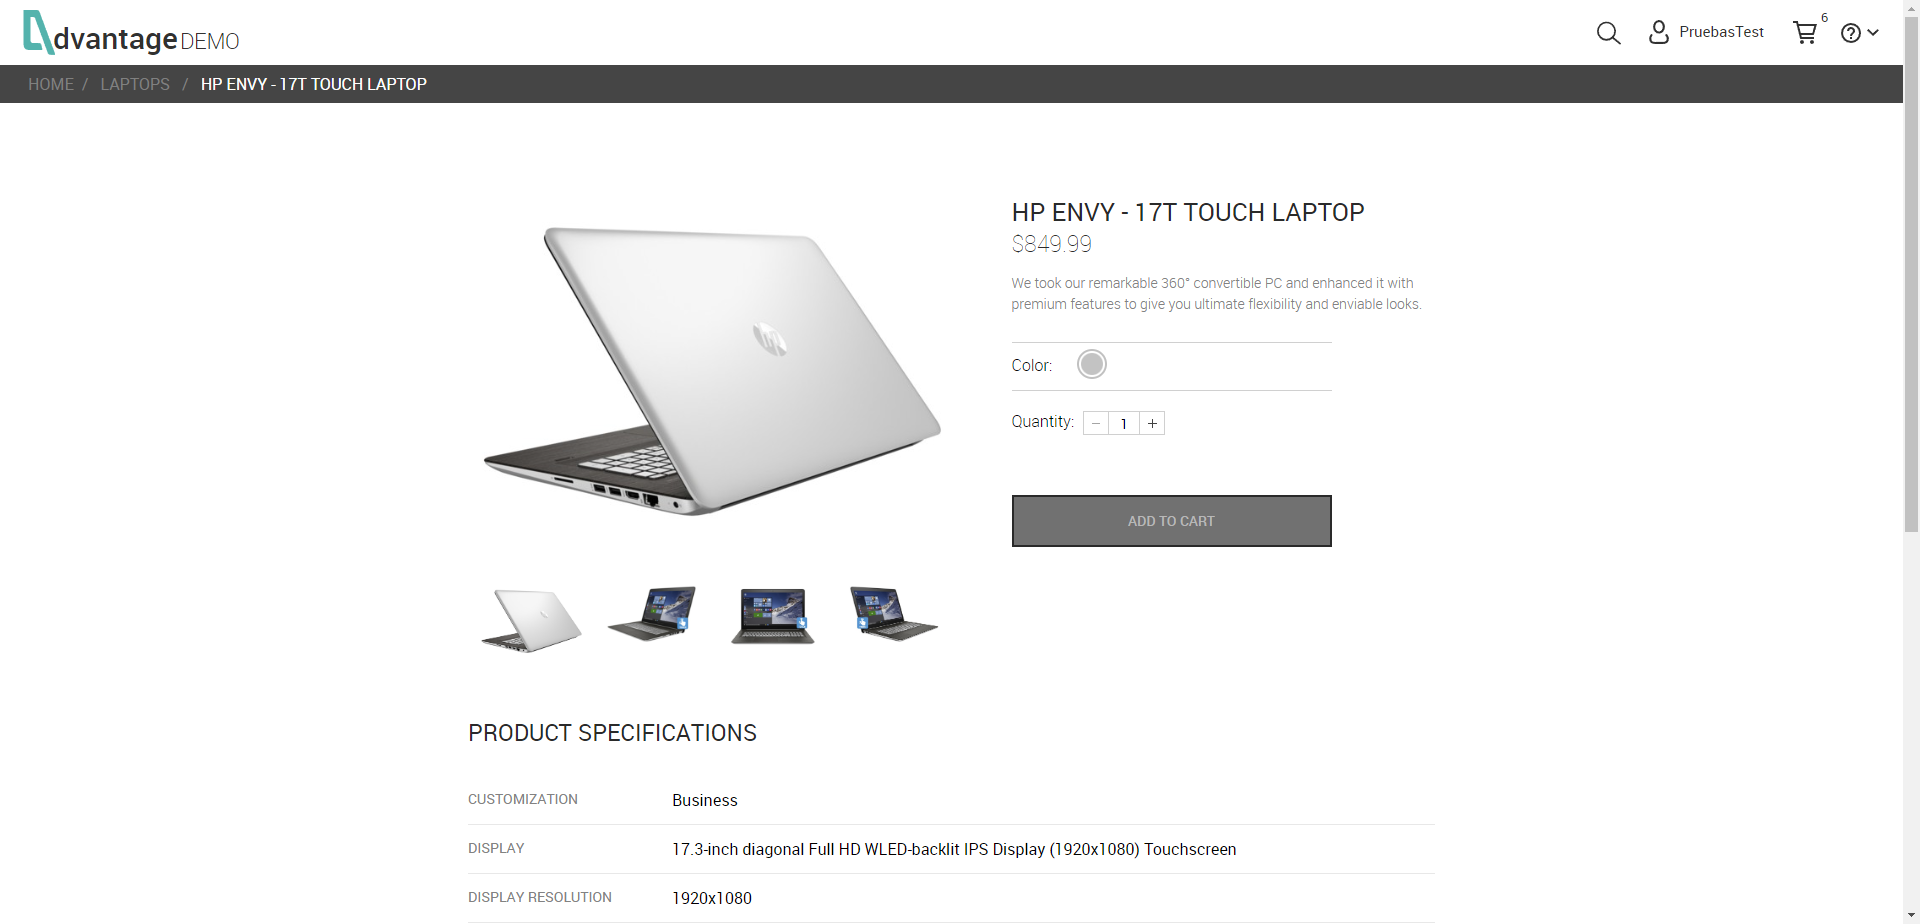 dvantage DEMO
PruebasTest
6
HOME / LAPTOPS / HP ENVY - 17T TOUCH LAPTOP
HP ENVY - 17T TOUCH LAPTOP
$849.99
We took our remarkable 360° convertible PC and enhanced it with
premium features to give you ultimate flexibility and enviable looks.
Color:
Quantity: − 1 +
ADD TO CART
PRODUCT SPECIFICATIONS
CUSTOMIZATION Business
DISPLAY 17.3-inch diagonal Full HD WLED-backlit IPS Display (1920x1080) Touchscreen
DISPLAY RESOLUTION 1920x1080